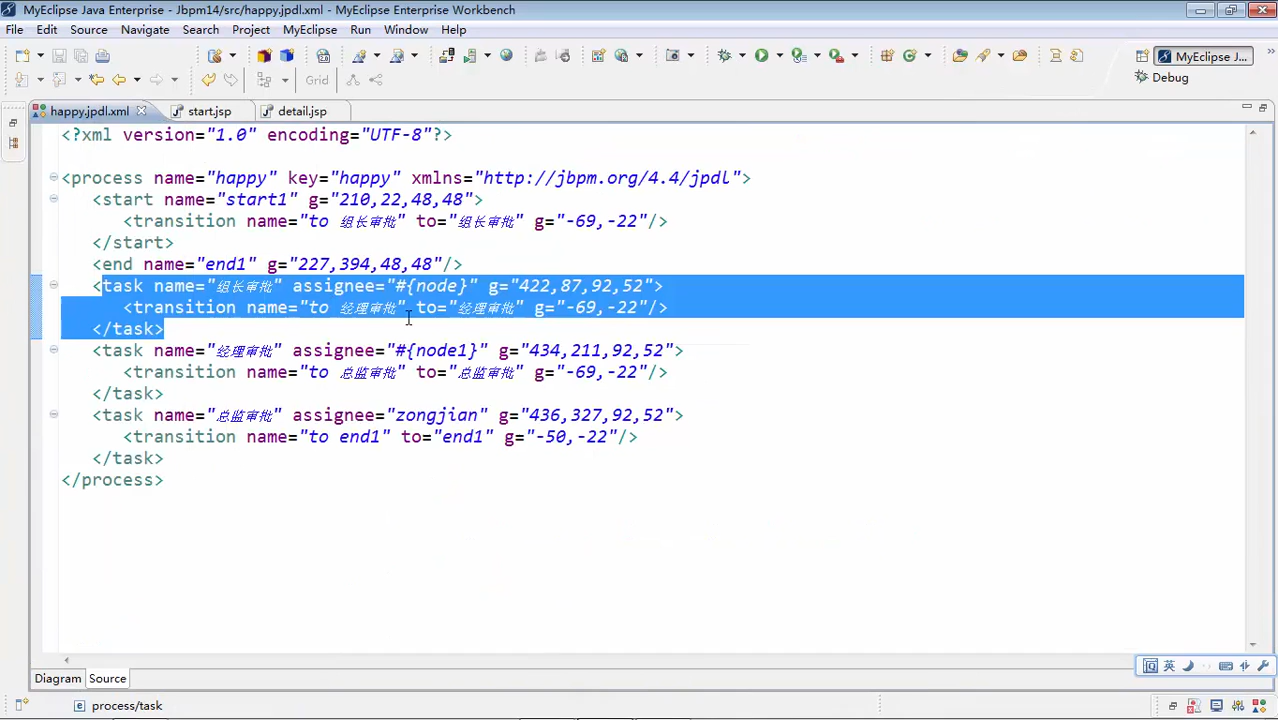 MyEclipse Java Enterprise - Jbpm14/src/happy.jpdl.xml - MyEclipse Enterprise Workbench
File Edit Source Navigate Search Project MyEclipse Run Window Help
MyEclipse J...
Grid
Debug
happy.jpdl.xml start.jsp detail.jsp
<?xml version="1.0" encoding="UTF-8"?>
<process name="happy" key="happy" xmlns="http://jbpm.org/4.4/jpdl">
<start name="start1" g="210,22,48,48">
<transition name="to 组长审批" to="组长审批" g="-69,-22"/>
</start>
<end name="end1" g="227,394,48,48"/>
<task name="组长审批" assignee="#{node}" g="422,87,92,52">
<transition name="to 经理审批" to="经理审批" g="-69,-22"/>
</task>
<task name="经理审批" assignee="#{node1}" g="434,211,92,52">
<transition name="to 总监审批" to="总监审批" g="-69,-22"/>
</task>
<task name="总监审批" assignee="zongjian" g="436,327,92,52">
<transition name="to end1" to="end1" g="-50,-22"/>
</task>
</process>
英
Diagram Source
process/task